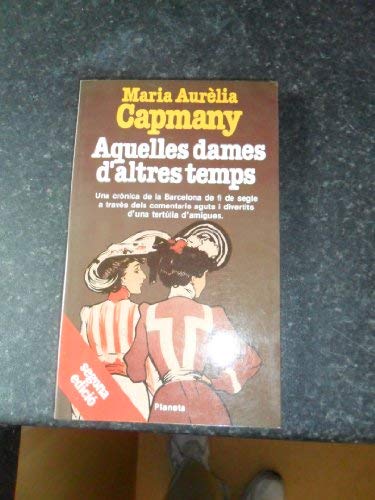 Maria Aurèlia
Capmany
Aquelles dames
d'altres temps
Una crònica de la Barcelona de fi de segle
a través dels comentaris aguts i divertits
d'una tertúlia d'amigues.
segona
edició
Planeta